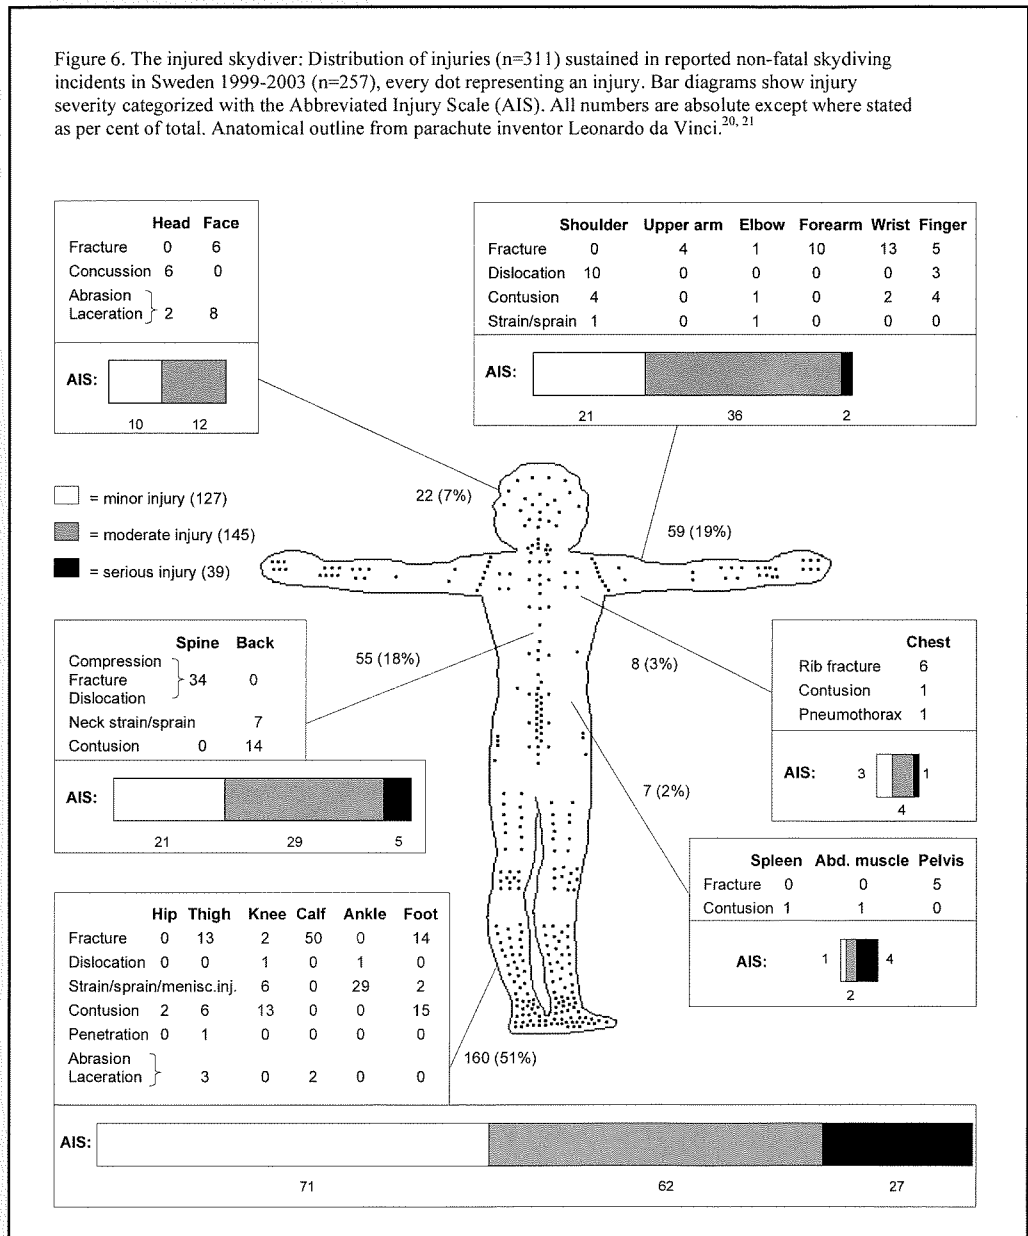 Figure 6. The injured skydiver: Distribution of injuries (n=311) sustained in reported non-fatal skydiving
incidents in Sweden 1999-2003 (n=257), every dot representing an injury. Bar diagrams show injury
severity categorized with the Abbreviated Injury Scale (AIS). All numbers are absolute except where stated
as per cent of total. Anatomical outline from parachute inventor Leonardo da Vinci.20, 21
Head Face
Fracture 0 6
Concussion 6 0
Abrasion
Laceration 2 8
AIS:
10 12
Shoulder Upper arm Elbow Forearm Wrist Finger
Fracture 0 4 1 10 13 5
Dislocation 10 0 0 0 0 3
Contusion 4 0 1 0 2 4
Strain/sprain 1 0 1 0 0 0
AIS:
21 36 2
22 (7%)
59 (19%)
= minor injury (127)
= moderate injury (145)
= serious injury (39)
Spine Back
Compression
Fracture 34 0
Dislocation
Neck strain/sprain 7
Contusion 0 14
AIS:
21 29 5
55 (18%)
8 (3%)
Chest
Rib fracture 6
Contusion 1
Pneumothorax 1
AIS: 3 1
4
7 (2%)
Spleen Abd. muscle Pelvis
Fracture 0 0 5
Contusion 1 1 0
AIS: 1 4
2
Hip Thigh Knee Calf Ankle Foot
Fracture 0 13 2 50 0 14
Dislocation 0 0 1 0 1 0
Strain/sprain/menisc.inj. 6 0 29 2
Contusion 2 6 13 0 0 15
Penetration 0 1 0 0 0 0
Abrasion
Laceration 3 0 2 0 0
160 (51%)
AIS:
71 62 27